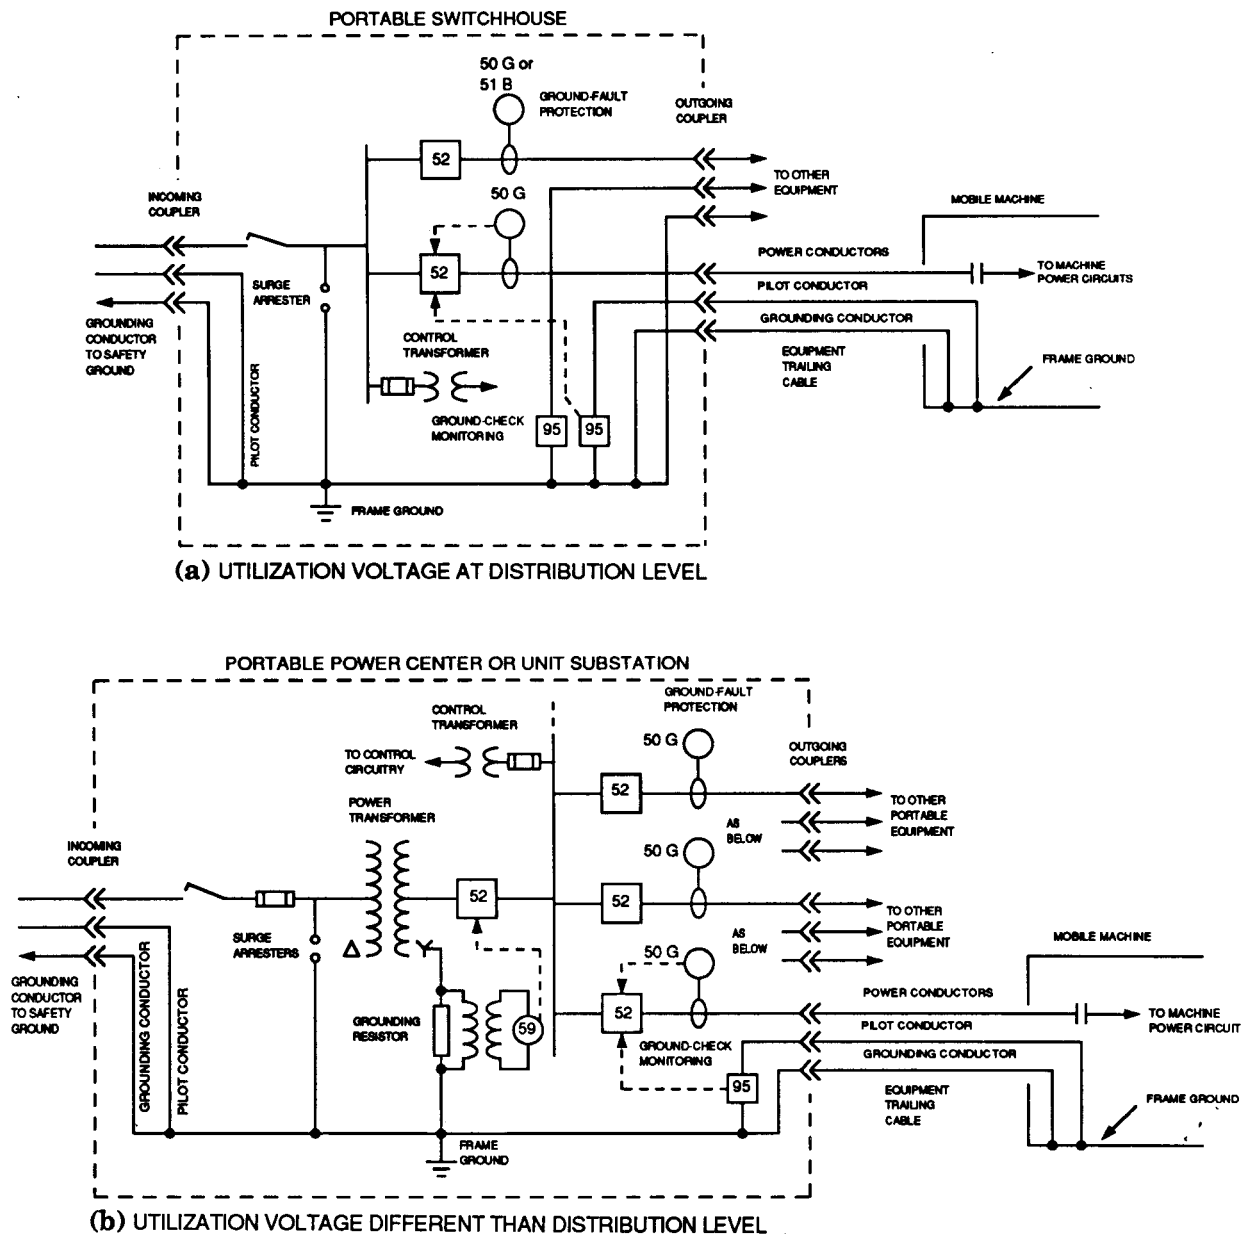 PORTABLE SWITCHHOUSE
50 G or
51 B
GROUND-FAULT
PROTECTION
OUTGOING
COUPLER
52
TO OTHER
EQUIPMENT
INCOMING
COUPLER
50 G
MOBILE MACHINE
POWER CONDUCTORS
52
TO MACHINE
POWER CIRCUITS
SURGE
ARRESTER
PILOT CONDUCTOR
GROUNDING CONDUCTOR
GROUNDING
CONDUCTOR
TO SAFETY
GROUND
CONTROL
TRANSFORMER
EQUIPMENT
TRAILING
CABLE
FRAME GROUND
PILOT CONDUCTOR
GROUND-CHECK
MONITORING
95
95
FRAME GROUND
(a) UTILIZATION VOLTAGE AT DISTRIBUTION LEVEL
PORTABLE POWER CENTER OR UNIT SUBSTATION
GROUND-FAULT
PROTECTION
CONTROL
TRANSFORMER
50 G
OUTGOING
COUPLERS
TO CONTROL
CIRCUITRY
52
TO OTHER
PORTABLE
EQUIPMENT
POWER
TRANSFORMER
AS
BELOW
INCOMING
COUPLER
50 G
52
52
TO OTHER
PORTABLE
EQUIPMENT
SURGE
ARRESTERS
AS
BELOW
MOBILE MACHINE
50 G
GROUNDING
CONDUCTOR
TO SAFETY
GROUND
GROUNDING CONDUCTOR
PILOT CONDUCTOR
POWER CONDUCTORS
52
TO MACHINE
POWER CIRCUIT
GROUNDING
RESISTOR
59
PILOT CONDUCTOR
GROUND-CHECK
MONITORING
GROUNDING CONDUCTOR
95
EQUIPMENT
TRAILING
CABLE
FRAME GROUND
FRAME
GROUND
(b) UTILIZATION VOLTAGE DIFFERENT THAN DISTRIBUTION LEVEL